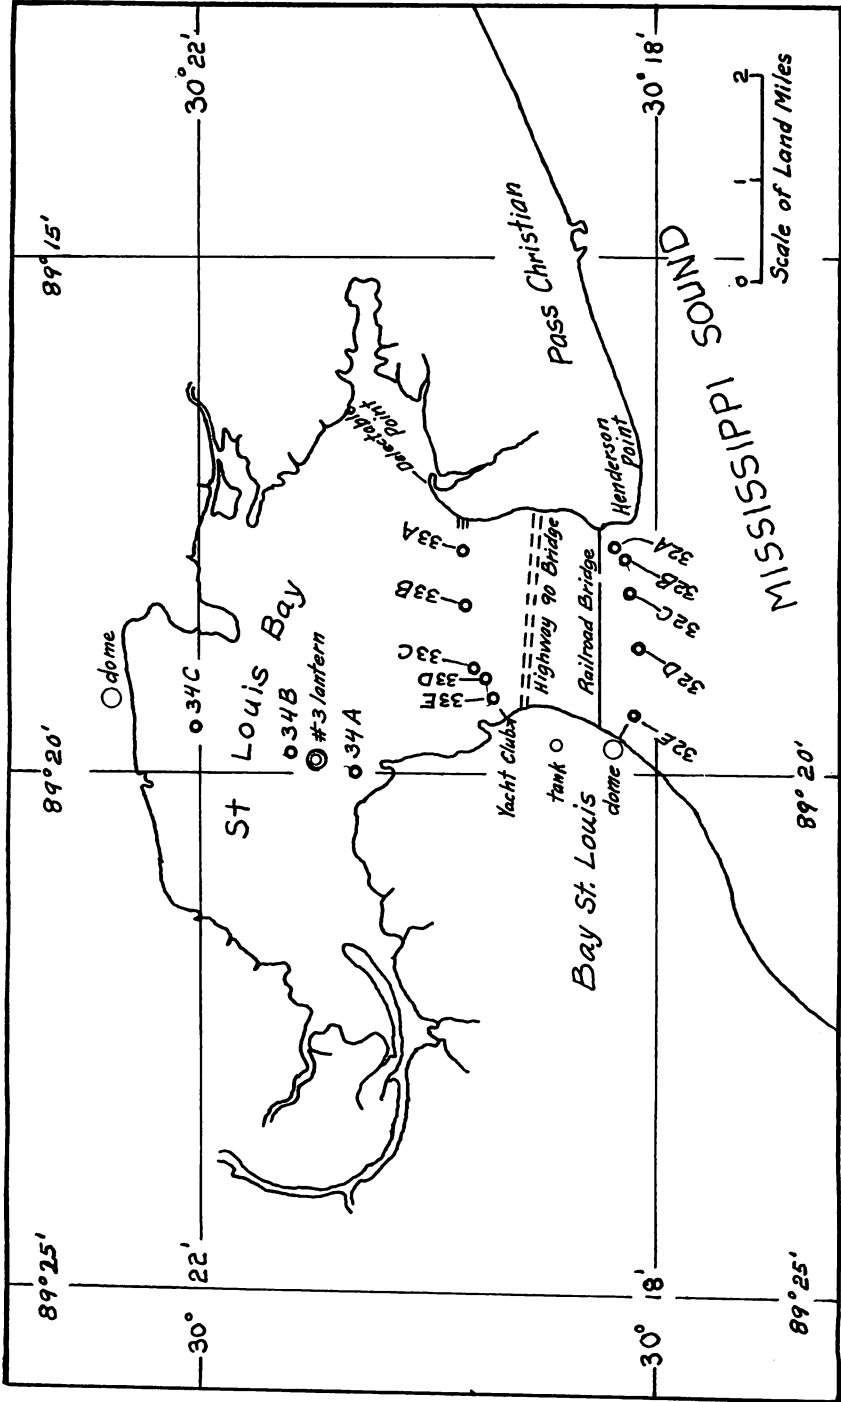 89°25'
89°20'
89°15'
30°
22'
30°22'
dome
34C
St Louis Bay
34B
#3 lantern
34A
Delectable
Point
33A
33B
33C
33D
33E
Pass Christian
Yacht Club
Highway 90 Bridge
tank
Railroad Bridge
Henderson
Point
Bay St. Louis
dome
32A
32B
32C
32D
32E
30°
18'
30°18'
MISSISSIPPI SOUND
0 1 2
Scale of Land Miles
89°25'
89°20'